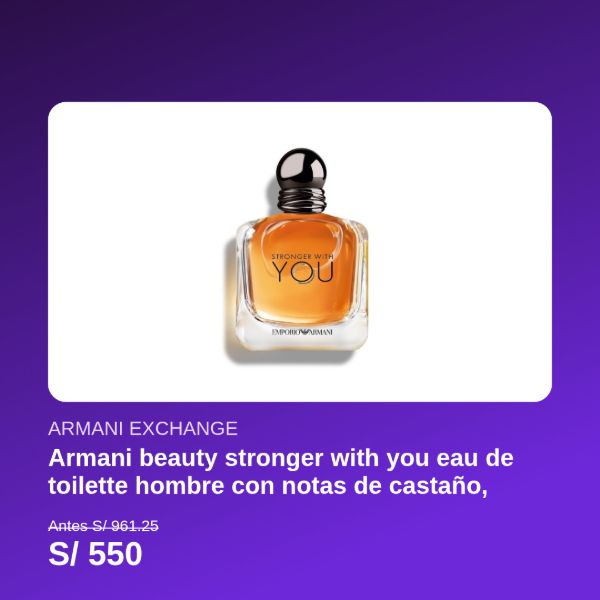 STRONGER WITH
YOU
EMPORIO ARMANI
ARMANI EXCHANGE
Armani beauty stronger with you eau de
toilette hombre con notas de castaño,
Antes S/ 961.25
S/ 550